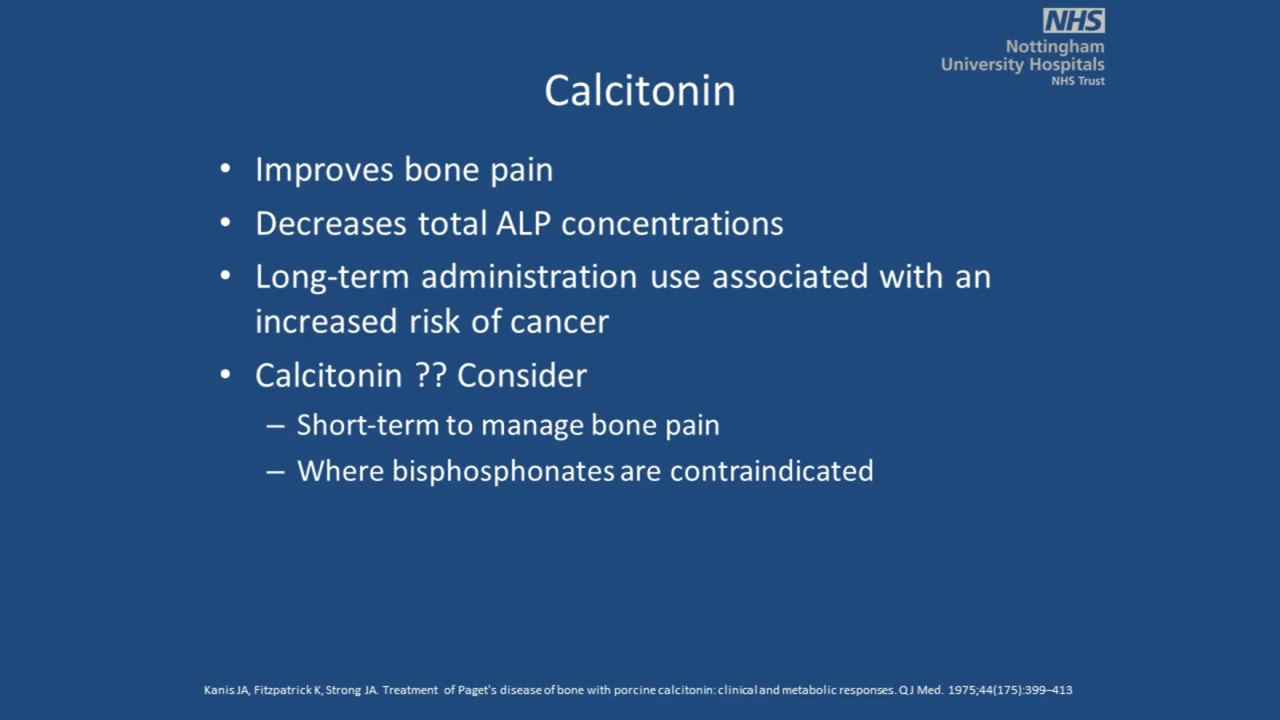 NHS
Nottingham
University Hospitals
NHS Trust
Calcitonin
• Improves bone pain
• Decreases total ALP concentrations
• Long-term administration use associated with an
increased risk of cancer
• Calcitonin ?? Consider
– Short-term to manage bone pain
– Where bisphosphonates are contraindicated
Kanis JA, Fitzpatrick K, Strong JA. Treatment of Paget's disease of bone with porcine calcitonin: clinical and metabolic responses. Q J Med. 1975;44(175):399–413